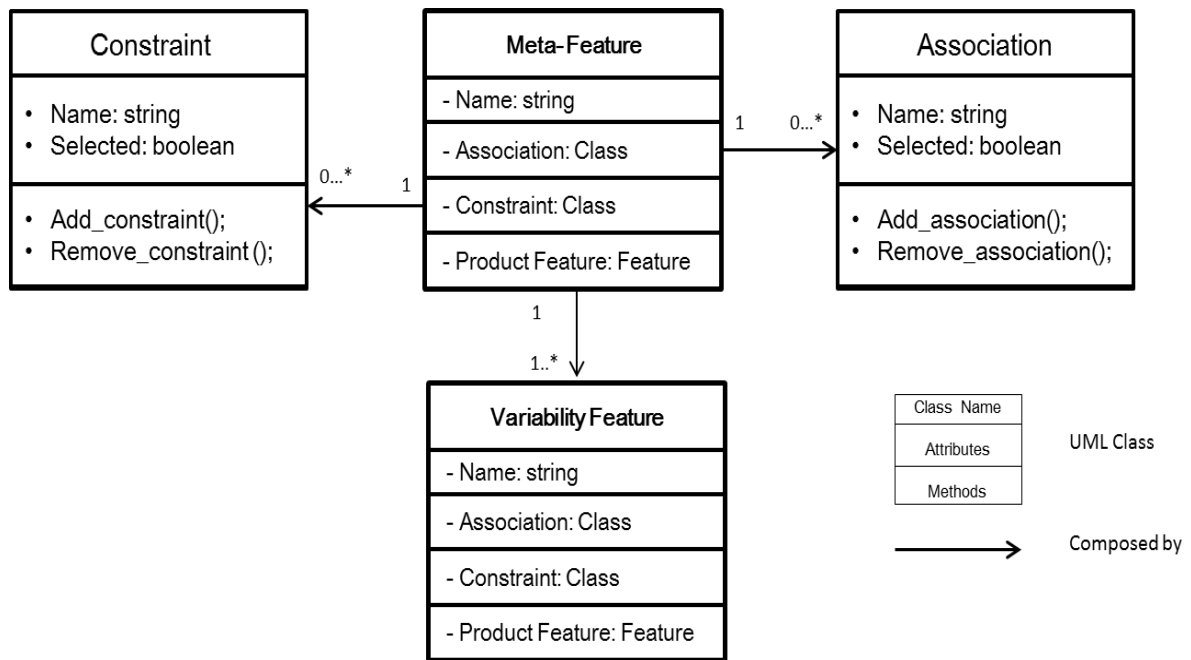 Constraint
• Name: string
• Selected: boolean
• Add_constraint();
• Remove_constraint();
0...*
1
Meta-Feature
- Name: string
- Association: Class
- Constraint: Class
- Product Feature: Feature
1
0...*
Association
• Name: string
• Selected: boolean
• Add_association();
• Remove_association();
1
1..*
Variability Feature
- Name: string
- Association: Class
- Constraint: Class
- Product Feature: Feature
Class Name
Attributes
Methods
UML Class
Composed by